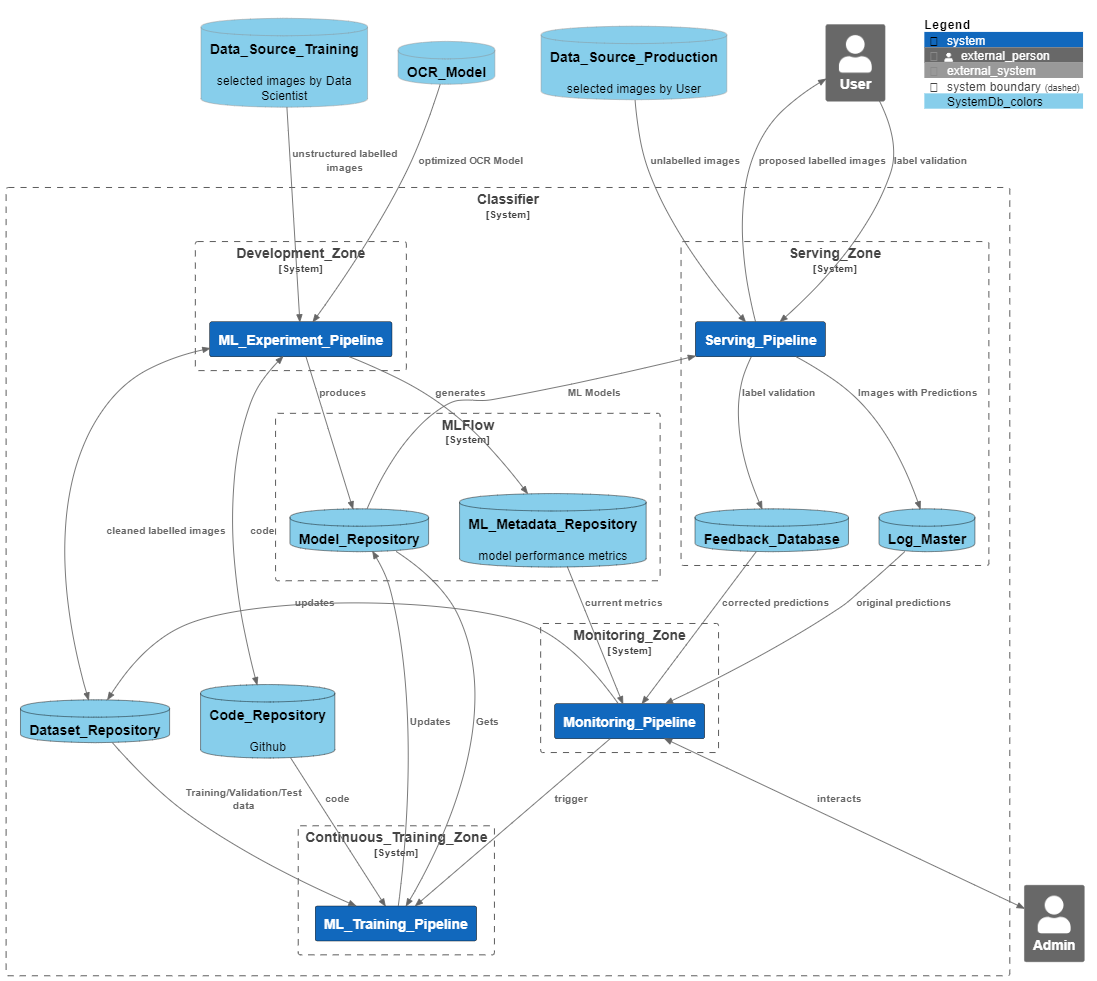 Data_Source_Training
selected images by Data
Scientist
OCR_Model
Data_Source_Production
selected images by User
User
Legend
system
external_person
external_system
system boundary (dashed)
SystemDb_colors
unstructured labelled
images
optimized OCR Model
unlabelled images
proposed labelled images
label validation
Classifier
[System]
Development_Zone
[System]
Serving_Zone
[System]
ML_Experiment_Pipeline
Serving_Pipeline
produces
generates
ML Models
label validation
Images with Predictions
MLFlow
[System]
cleaned labelled images
code
Model_Repository
ML_Metadata_Repository
model performance metrics
Feedback_Database
Log_Master
updates
current metrics
corrected predictions
original predictions
Monitoring_Zone
[System]
Dataset_Repository
Code_Repository
Github
Updates
Gets
Monitoring_Pipeline
Training/Validation/Test
data
code
trigger
interacts
Continuous_Training_Zone
[System]
ML_Training_Pipeline
Admin